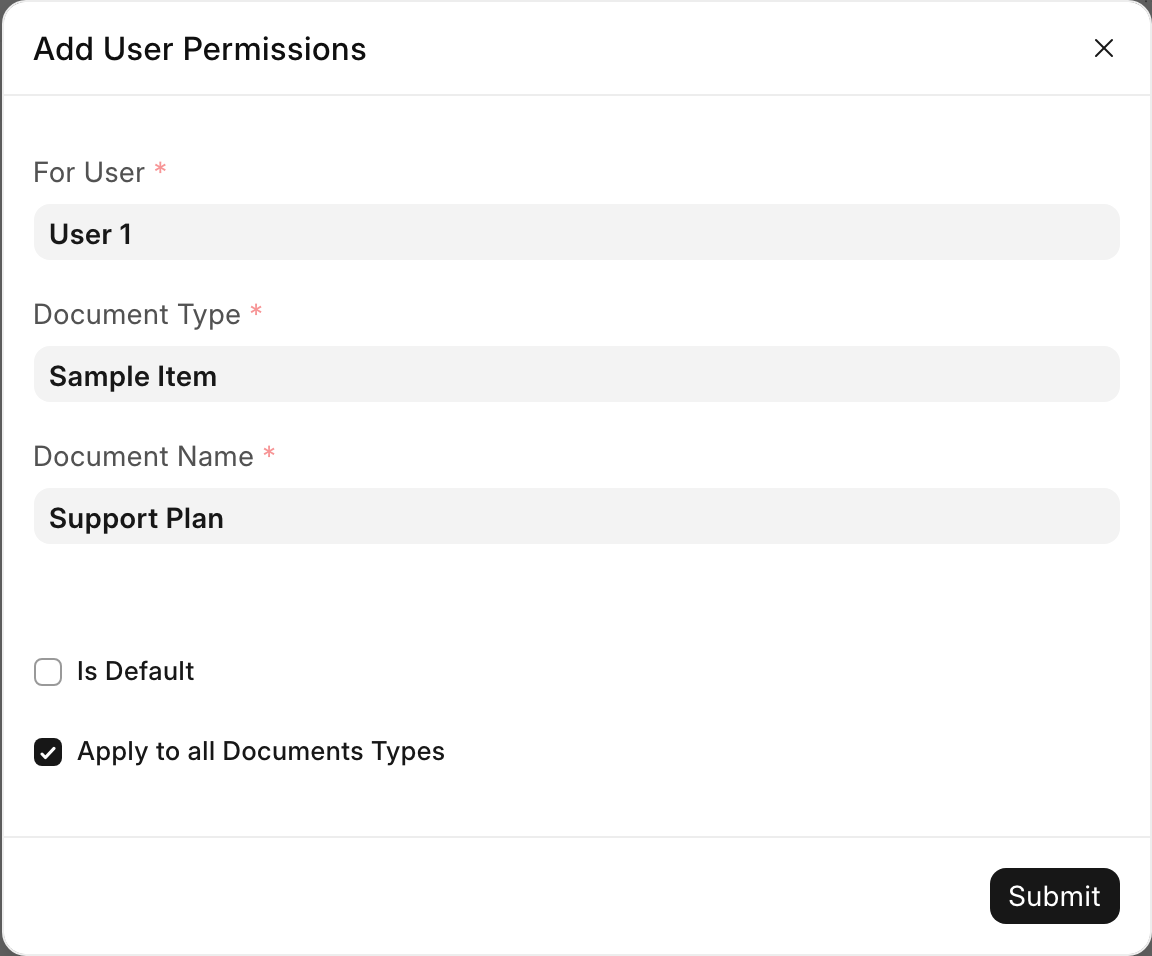 Add User Permissions
For User *
User 1
Document Type *
Sample Item
Document Name *
Support Plan
Is Default
Apply to all Documents Types
Submit